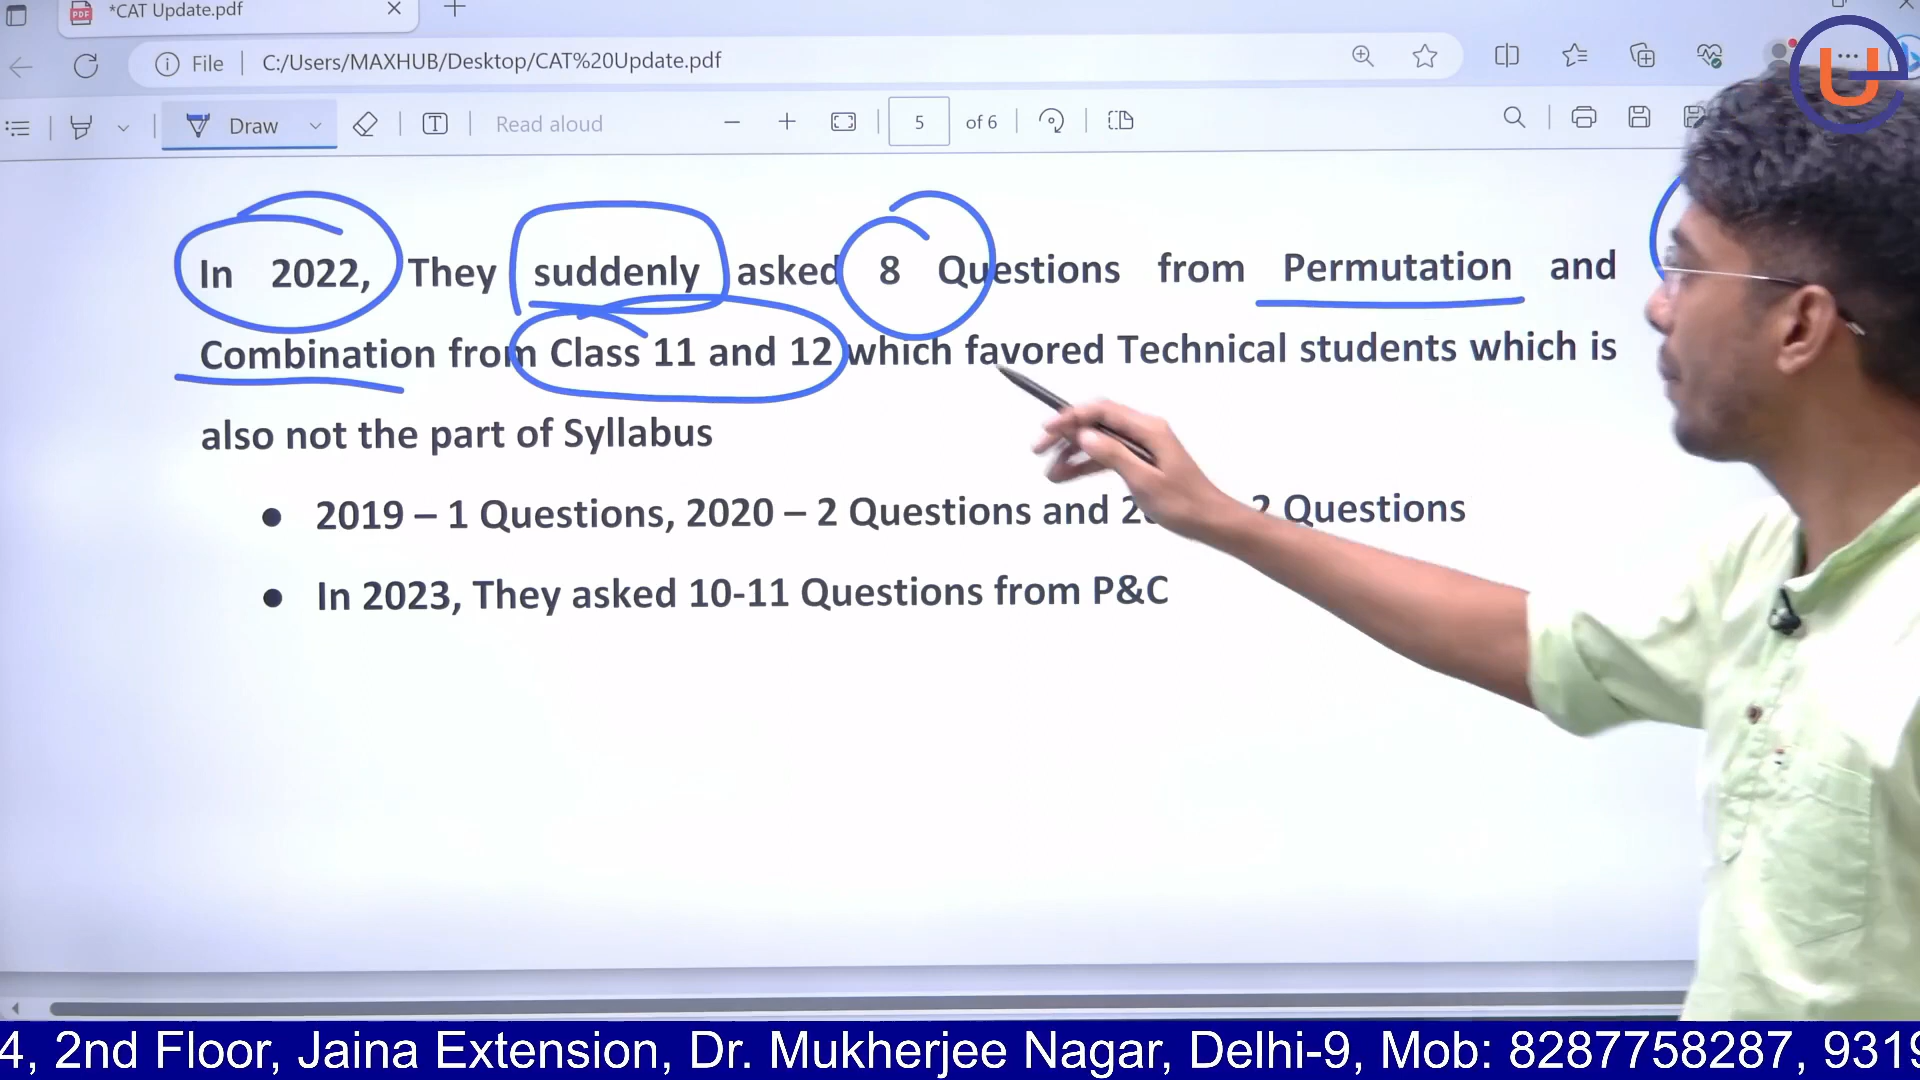 *CAT Update.pdf
File C:/Users/MAXHUB/Desktop/CAT%20Update.pdf
Draw Read aloud 5 of 6
In 2022, They suddenly asked 8 Questions from Permutation and
Combination from Class 11 and 12 which favored Technical students which is
also not the part of Syllabus
● 2019 – 1 Questions, 2020 – 2 Questions and 2 Questions
● In 2023, They asked 10-11 Questions from P&C
4, 2nd Floor, Jaina Extension, Dr. Mukherjee Nagar, Delhi-9, Mob: 8287758287, 9319